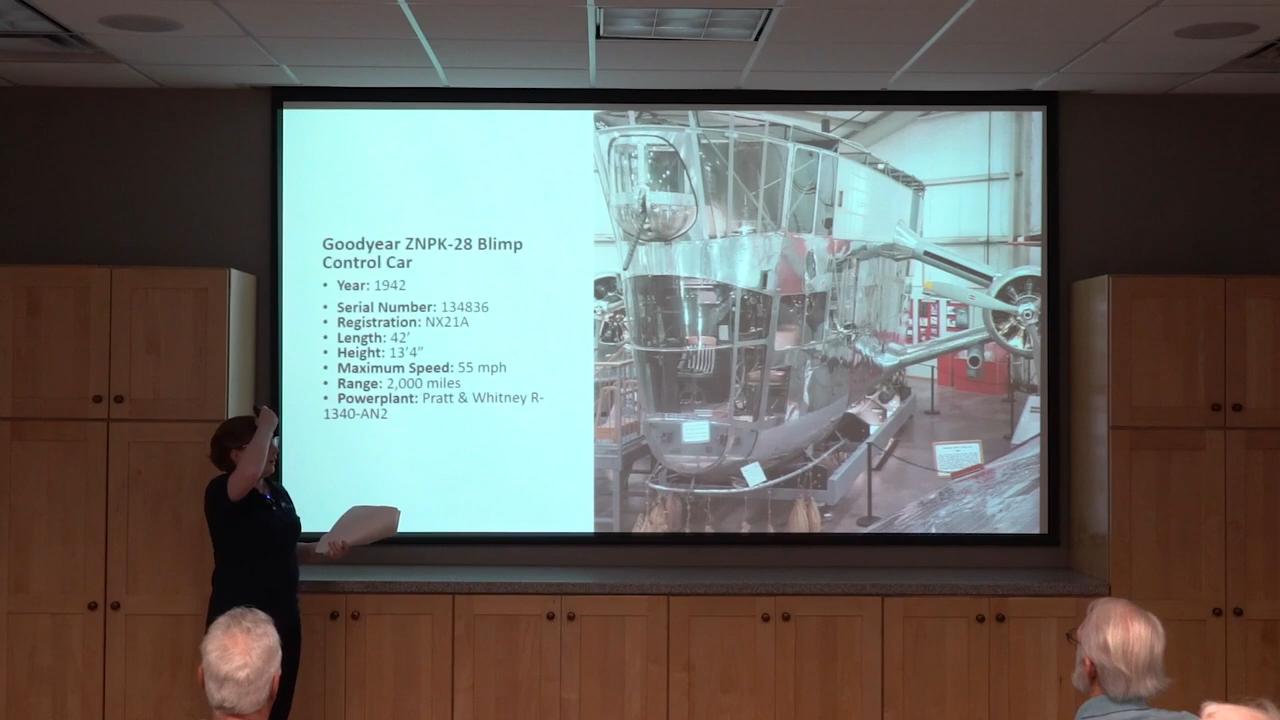 Goodyear ZNPK-28 Blimp
Control Car
• Year: 1942
• Serial Number: 134836
• Registration: NX21A
• Length: 42'
• Height: 13'4"
• Maximum Speed: 55 mph
• Range: 2,000 miles
• Powerplant: Pratt & Whitney R-
1340-AN2